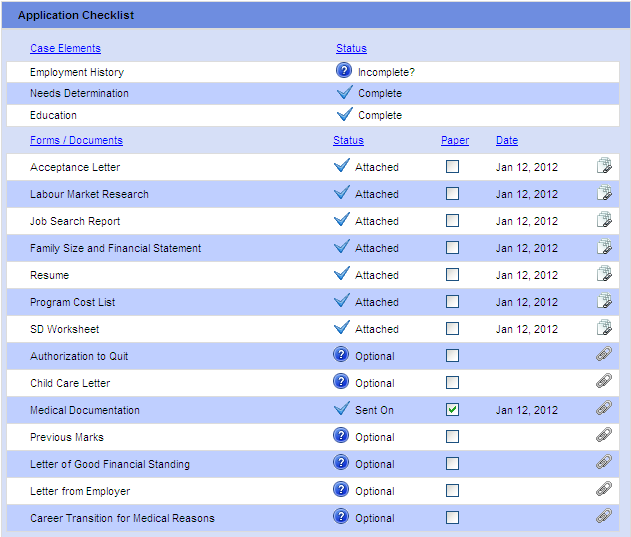 Application Checklist
Case Elements Status
Employment History Incomplete?
Needs Determination Complete
Education Complete
Forms / Documents Status Paper Date
Acceptance Letter Attached Jan 12, 2012
Labour Market Research Attached Jan 12, 2012
Job Search Report Attached Jan 12, 2012
Family Size and Financial Statement Attached Jan 12, 2012
Resume Attached Jan 12, 2012
Program Cost List Attached Jan 12, 2012
SD Worksheet Attached Jan 12, 2012
Authorization to Quit Optional
Child Care Letter Optional
Medical Documentation Sent On Jan 12, 2012
Previous Marks Optional
Letter of Good Financial Standing Optional
Letter from Employer Optional
Career Transition for Medical Reasons Optional